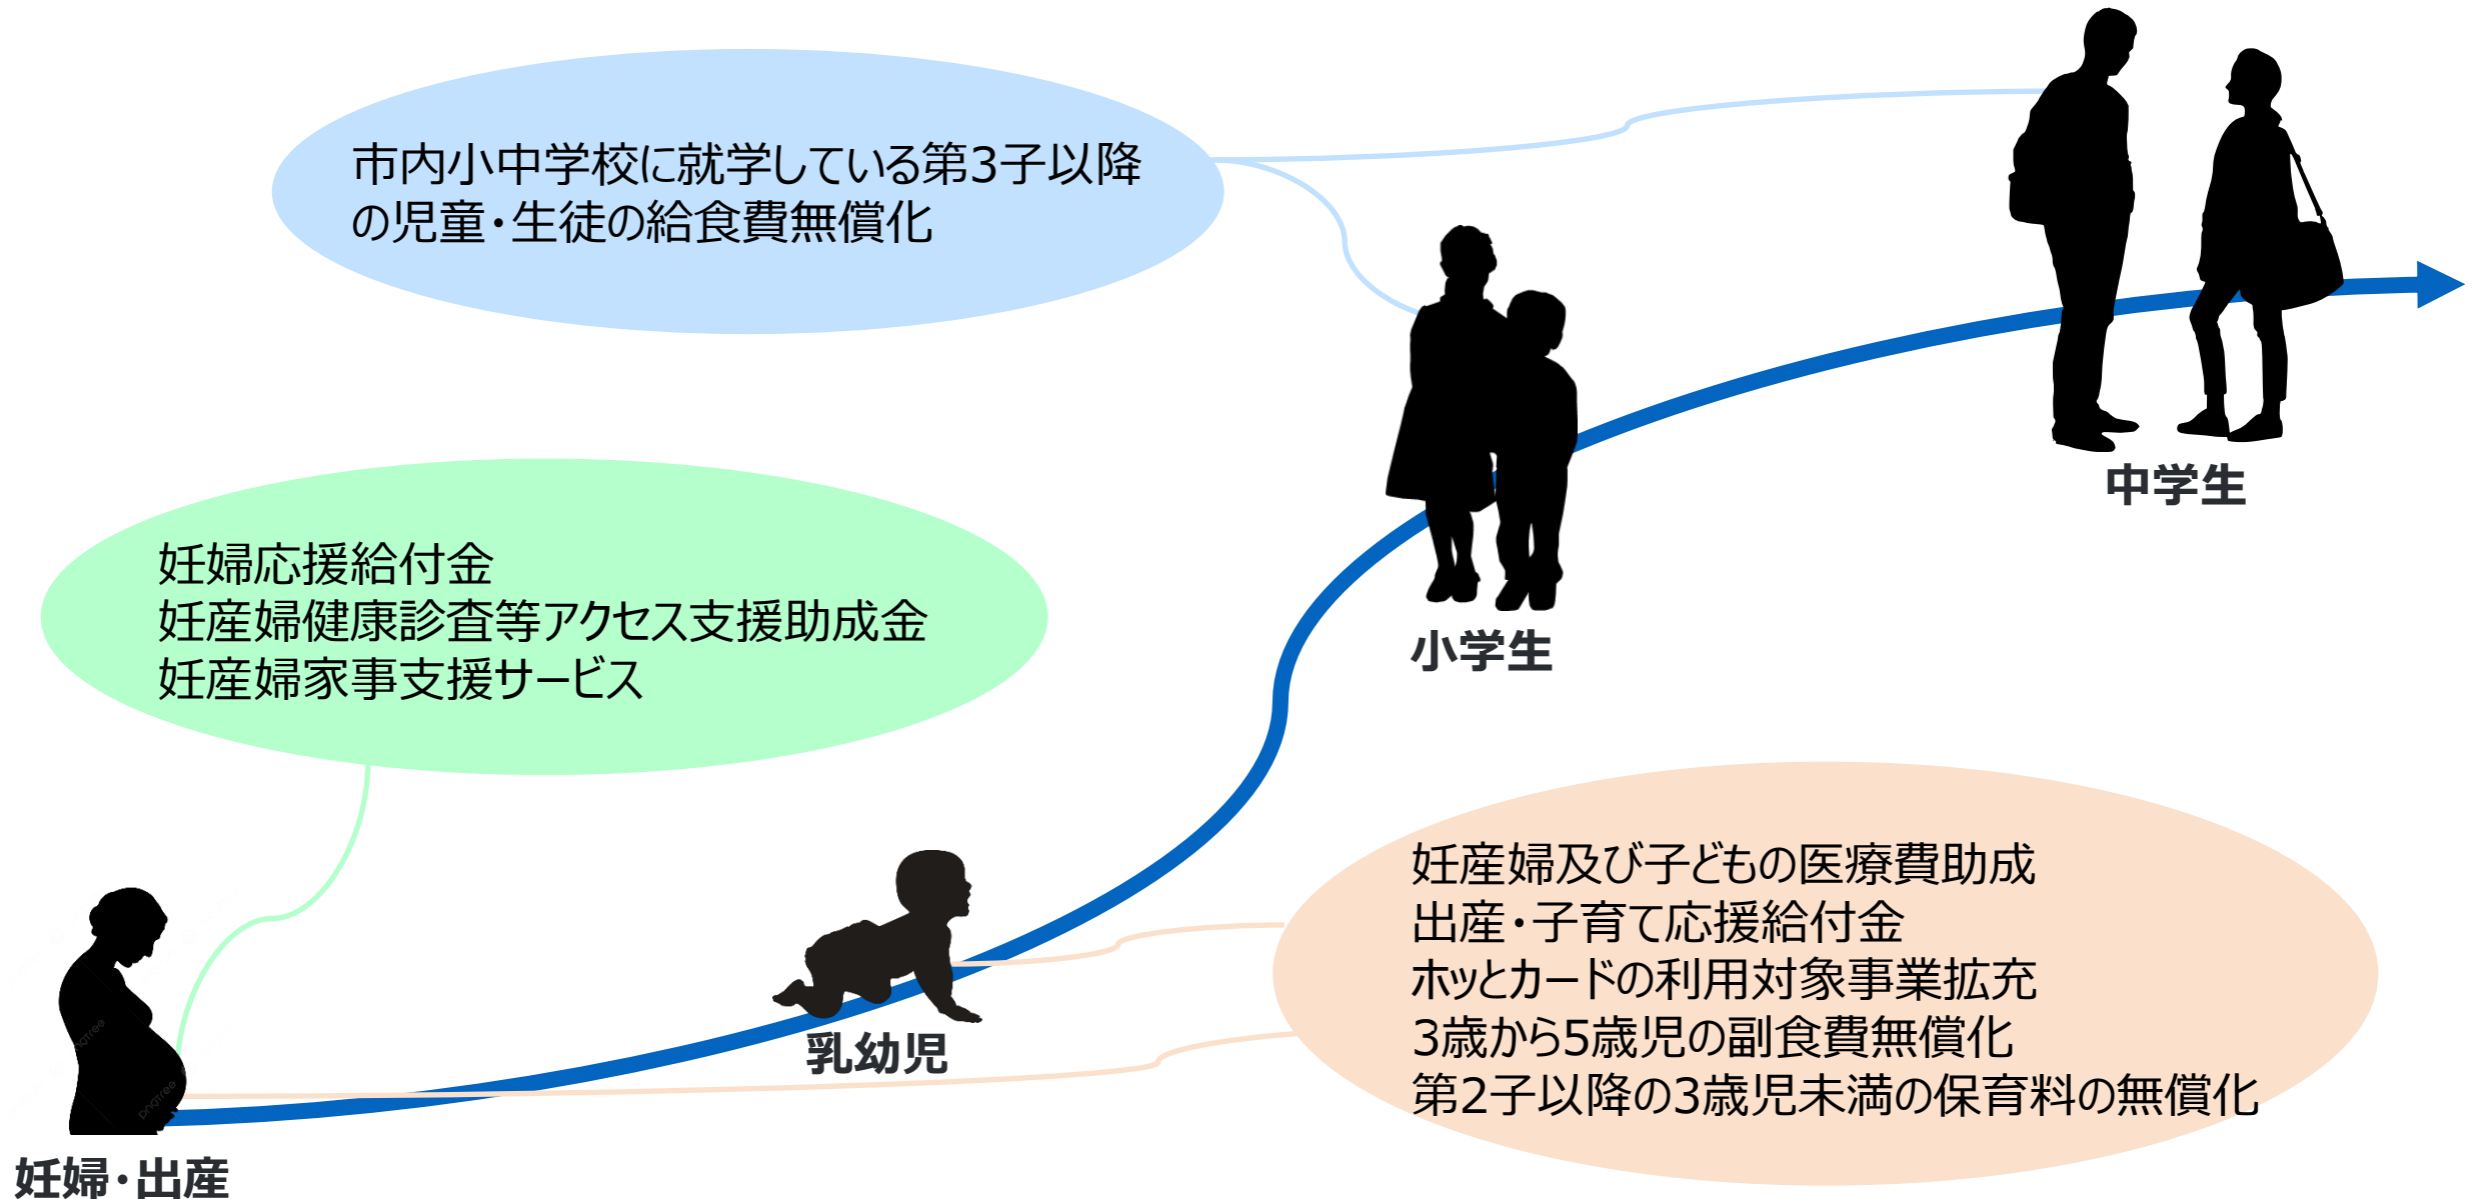 市内小中学校に就学している第3子以降
の児童・生徒の給食費無償化
中学生
妊婦応援給付金
妊産婦健康診査等アクセス支援助成金
妊産婦家事支援サービス
小学生
妊産婦及び子どもの医療費助成
出産・子育て応援給付金
ホッとカードの利用対象事業拡充
3歳から5歳児の副食費無償化
第2子以降の3歳児未満の保育料の無償化
乳幼児
妊婦・出産